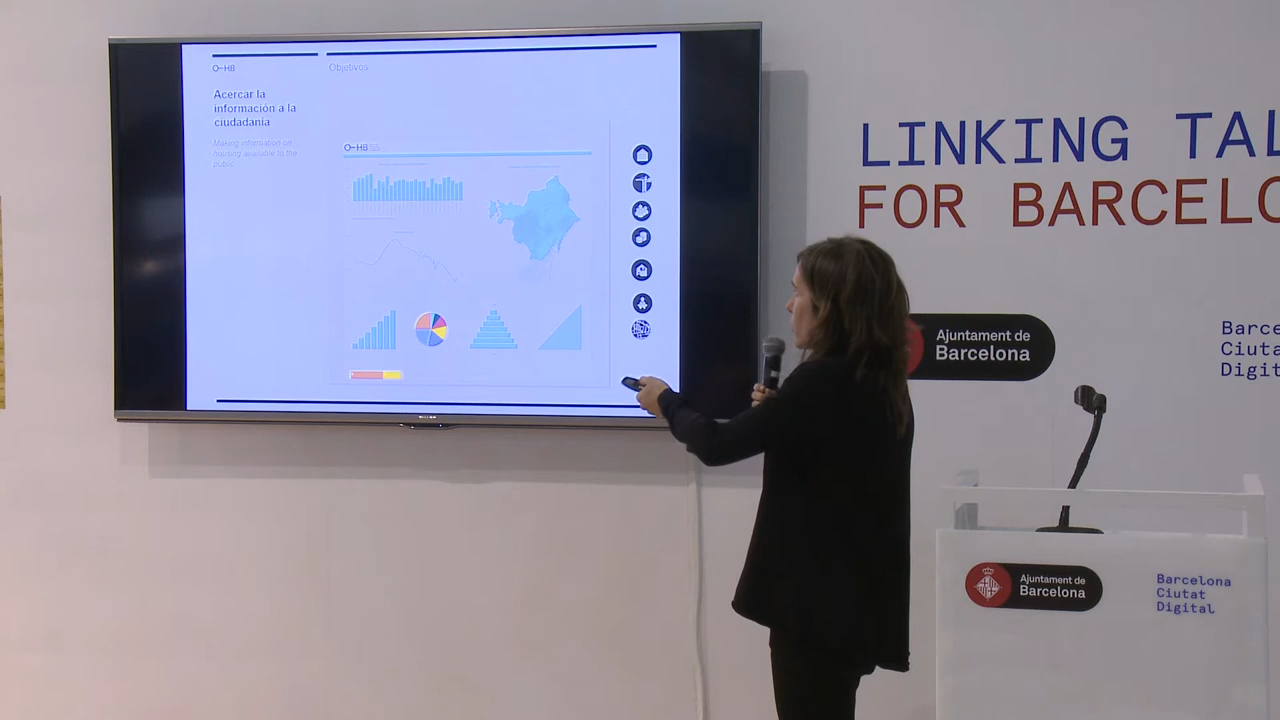 O-HB
Objetivos
Acercar la
información a la
ciudadanía
Making information on
housing available to the
public
O-HB
LINKING TAL
FOR BARCELO
Ajuntament de
Barcelona
Barce
Ciuta
Digit
Ajuntament de
Barcelona
Barcelona
Ciutat
Digital